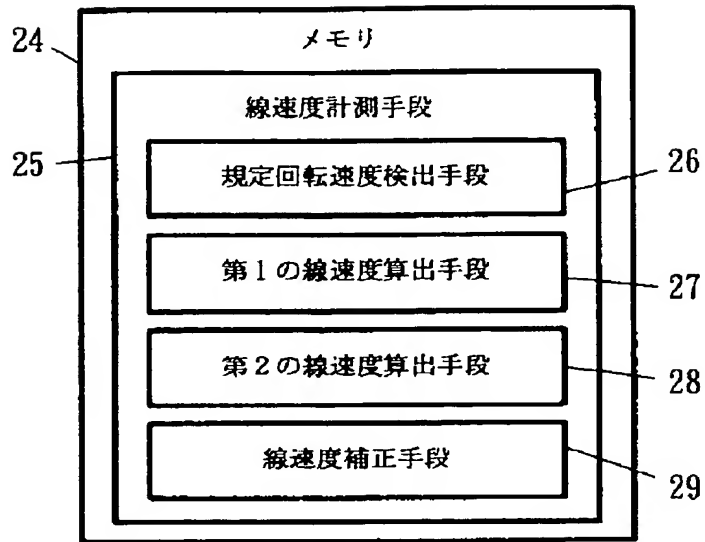 24
メモリ
線速度計測手段
25
規定回転速度検出手段
26
第1の線速度算出手段
27
第2の線速度算出手段
28
線速度補正手段
29